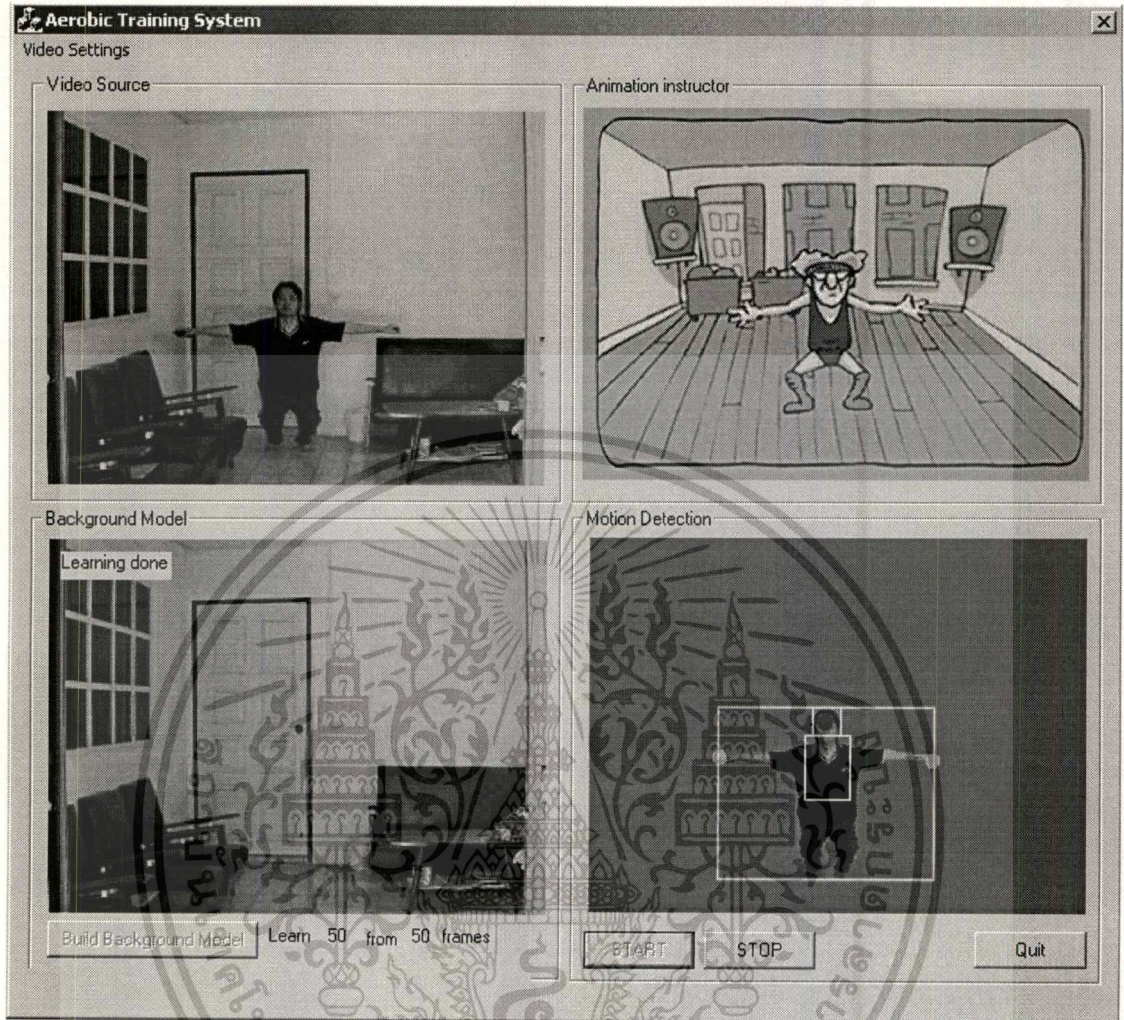 Aerobic Training System
Video Settings
Video Source
Animation instructor
Background Model
Motion Detection
Learning done
Build Background Model
Learn 50 from 50 frames
START
STOP
Quit